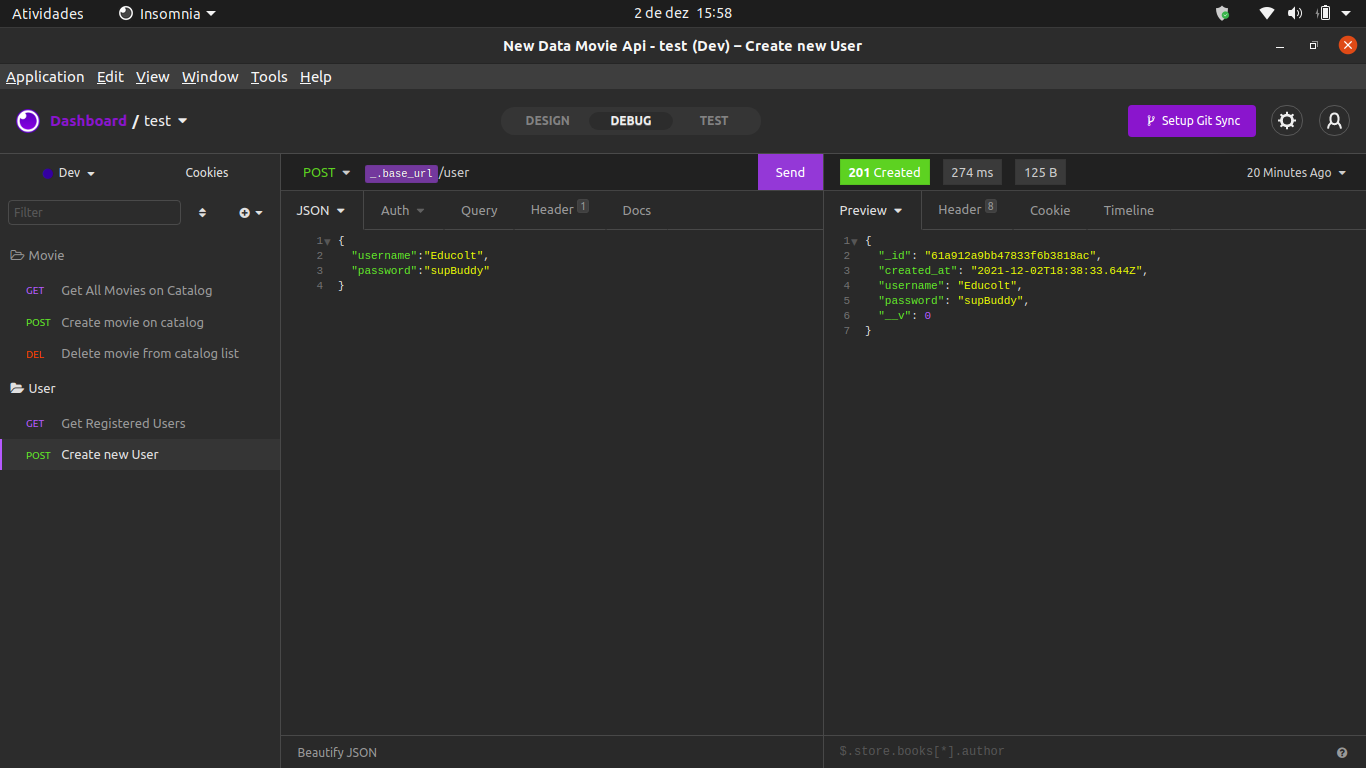 Atividades Insomnia 2 de dez 15:58
New Data Movie Api - test (Dev) – Create new User
Application Edit View Window Tools Help
Dashboard / test DESIGN DEBUG TEST Setup Git Sync
Dev Cookies POST _.base_url/user Send 201 Created 274 ms 125 B 20 Minutes Ago
Filter JSON Auth Query Header 1 Docs Preview Header 8 Cookie Timeline
Movie
GET Get All Movies on Catalog
POST Create movie on catalog
DEL Delete movie from catalog list
User
GET Get Registered Users
POST Create new User
1 {
2 "username":"Educolt",
3 "password":"supBuddy"
4 }
Beautify JSON
1 {
2 "_id": "61a912a9bb47833f6b3818ac",
3 "created_at": "2021-12-02T18:38:33.644Z",
4 "username": "Educolt",
5 "password": "supBuddy",
6 "__v": 0
7 }
$.store.books[*].author